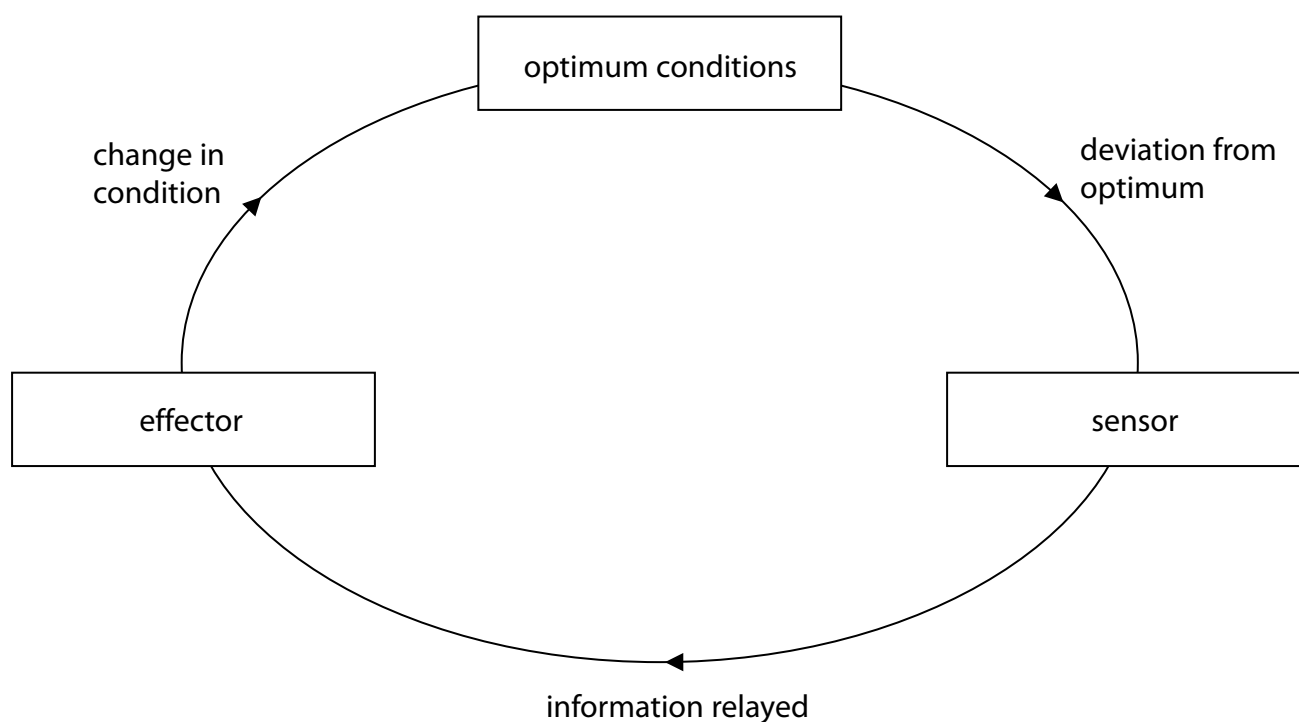 optimum conditions
change in
condition
deviation from
optimum
effector
sensor
information relayed